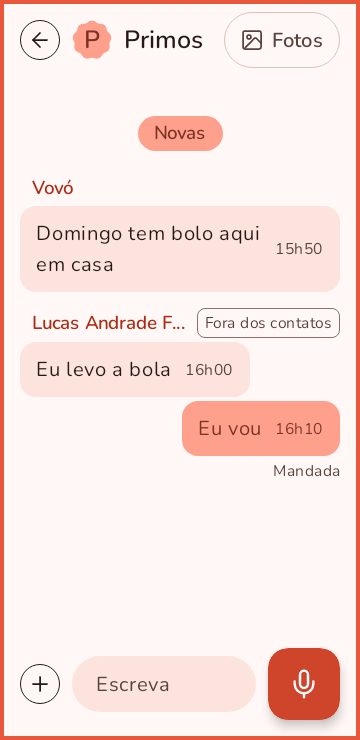 P Primos Fotos
Novas
Vovó
Domingo tem bolo aqui
em casa 15h50
Lucas Andrade F... Fora dos contatos
Eu levo a bola 16h00
Eu vou 16h10
Mandada
Escreva